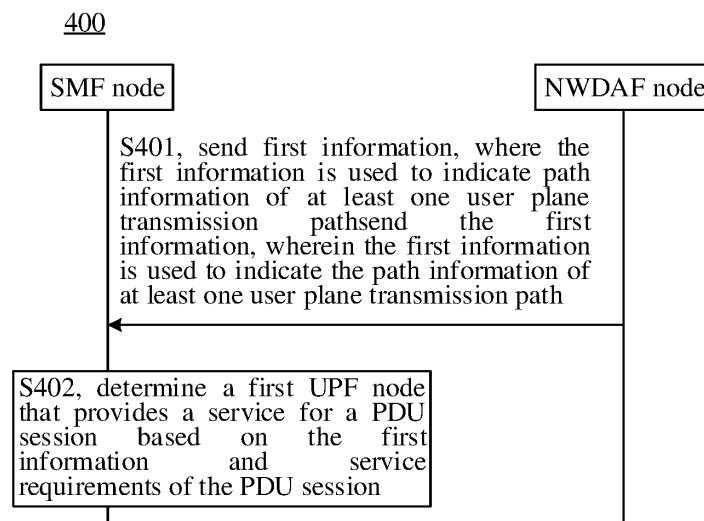 400
SMF node
NWDAF node
S401, send first information, where the
first information is used to indicate path
information of at least one user plane
transmission pathsend the first
information, wherein the first information
is used to indicate the path information of
at least one user plane transmission path
S402, determine a first UPF node
that provides a service for a PDU
session based on the first
information and service
requirements of the PDU session